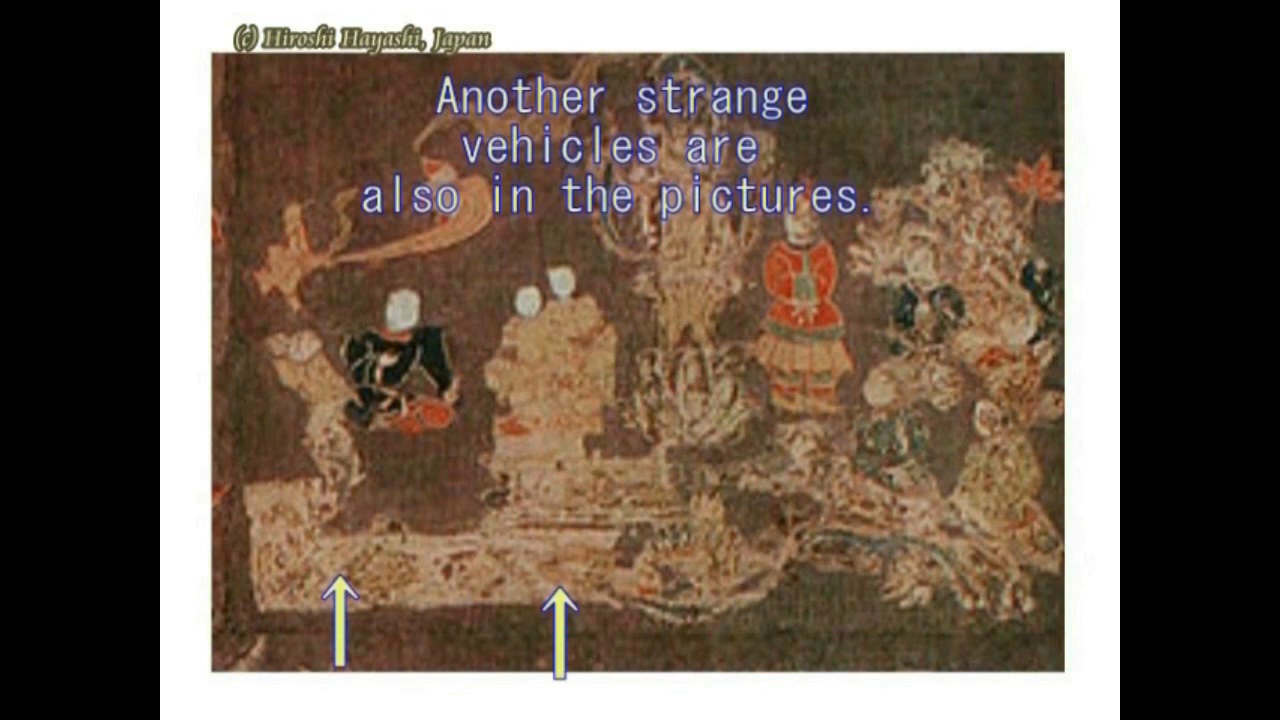 (c) Hiroshi Hayashi, Japan
Another strange
vehicles are
also in the pictures.